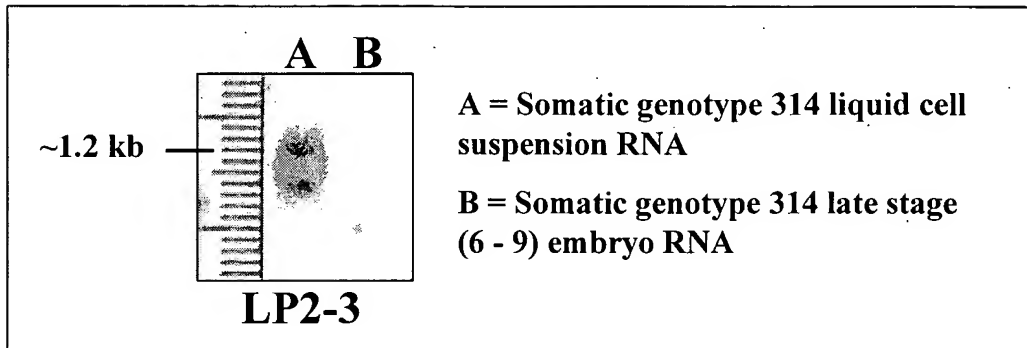 A B
~1.2 kb
LP2-3
A = Somatic genotype 314 liquid cell
suspension RNA
B = Somatic genotype 314 late stage
(6 - 9) embryo RNA